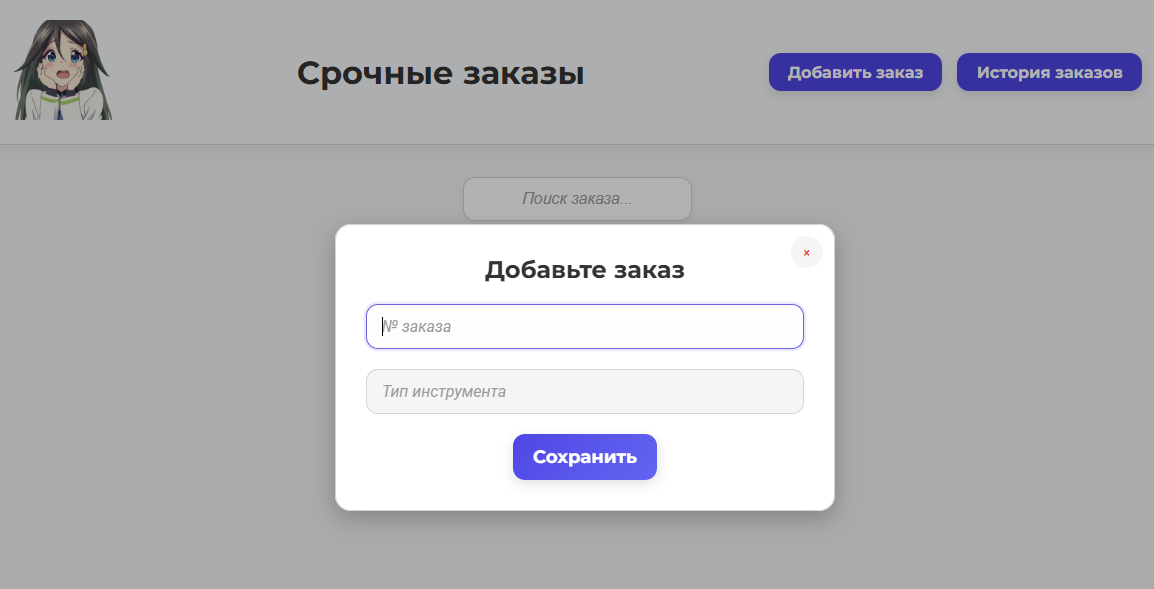 Срочные заказы
Добавить заказ
История заказов
Поиск заказа...
×
Добавьте заказ
№ заказа
Тип инструмента
Сохранить